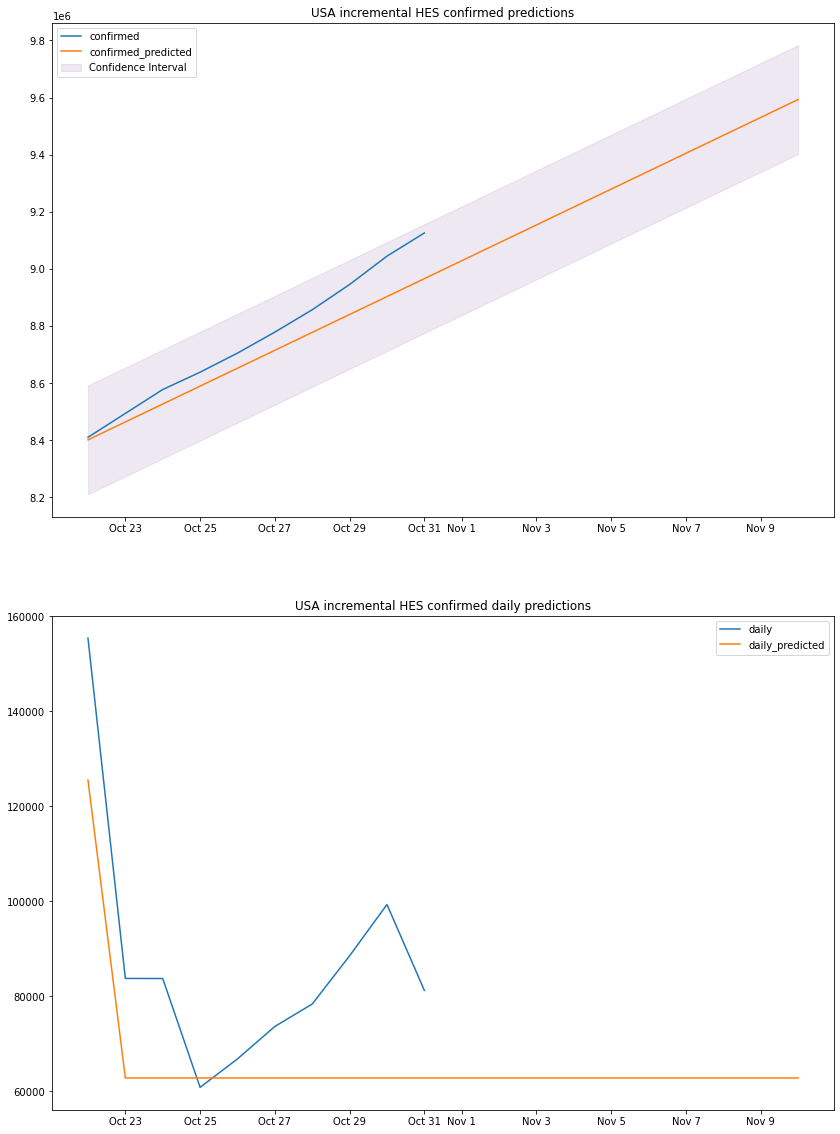 USA incremental HES confirmed predictions
1e6
confirmed
confirmed_predicted
Confidence Interval
9.8
9.6
9.4
9.2
9.0
8.8
8.6
8.4
8.2
Oct 23 Oct 25 Oct 27 Oct 29 Oct 31 Nov 1 Nov 3 Nov 5 Nov 7 Nov 9
USA incremental HES confirmed daily predictions
daily
daily_predicted
160000
140000
120000
100000
80000
60000
Oct 23 Oct 25 Oct 27 Oct 29 Oct 31 Nov 1 Nov 3 Nov 5 Nov 7 Nov 9